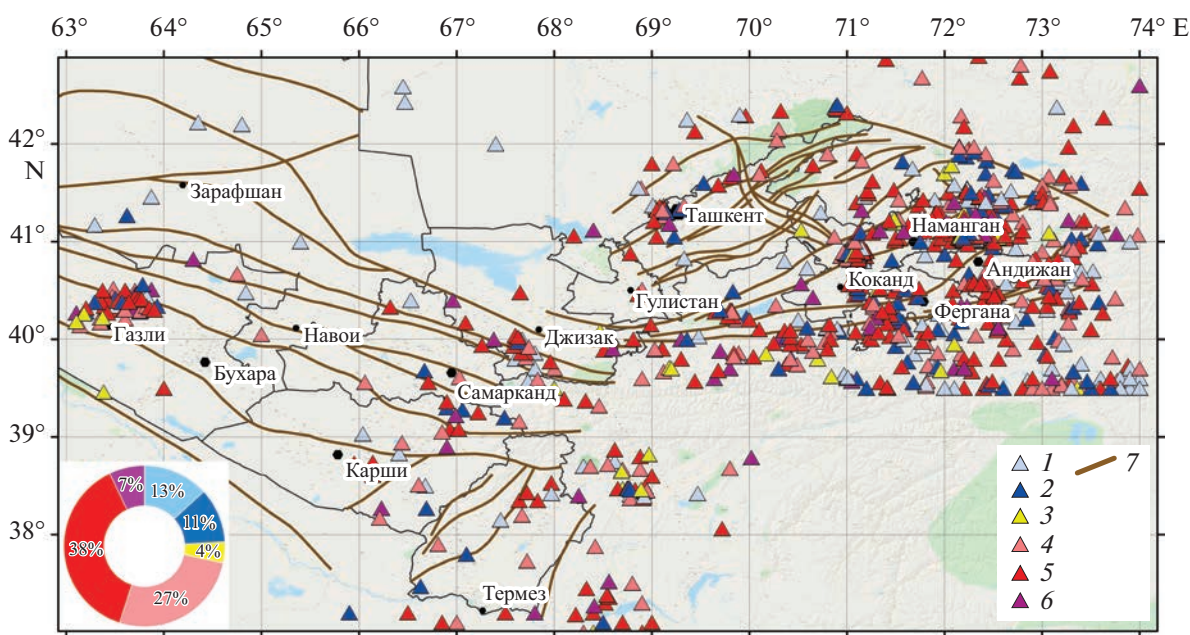 63° 64° 65° 66° 67° 68° 69° 70° 71° 72° 73° 74° E
42°
N
Зарафшан
Ташкент
41°
Наманган
Андижан
Коканд
Гулистан
Фергана
Газли
Навои
Джизак
40°
Бухара
Самарканд
39°
Карши
1 7
2
3
4
5
6
7%
13%
11%
38°
38%
4%
27%
Термез